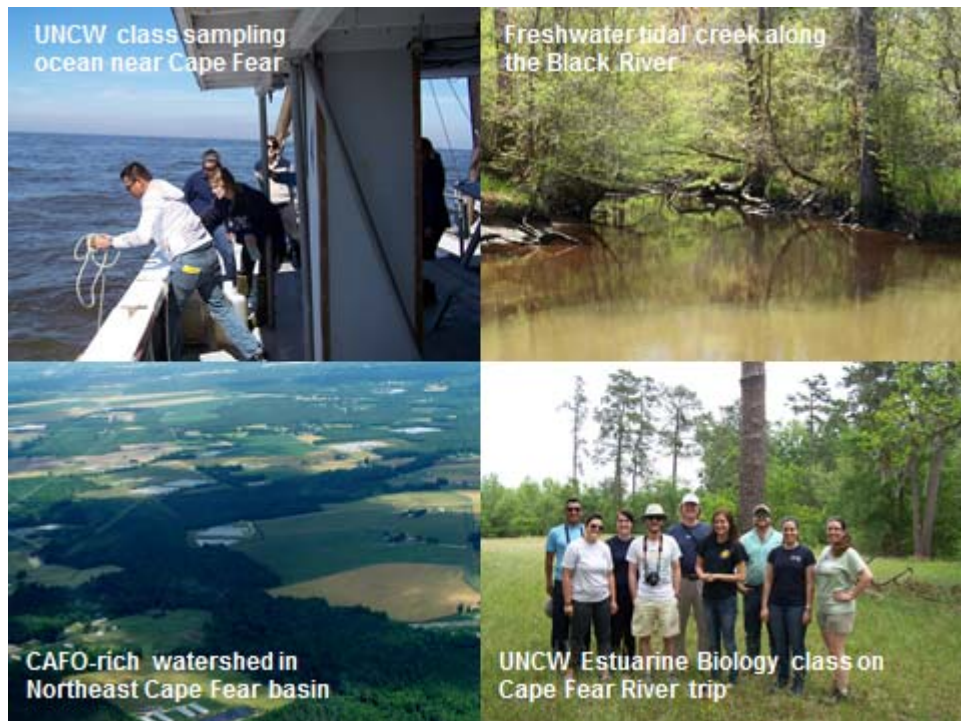 UNCW class sampling
ocean near Cape Fear
Freshwater tidal creek along
the Black River
CAFO-rich watershed in
Northeast Cape Fear basin
UNCW Estuarine Biology class on
Cape Fear River trip